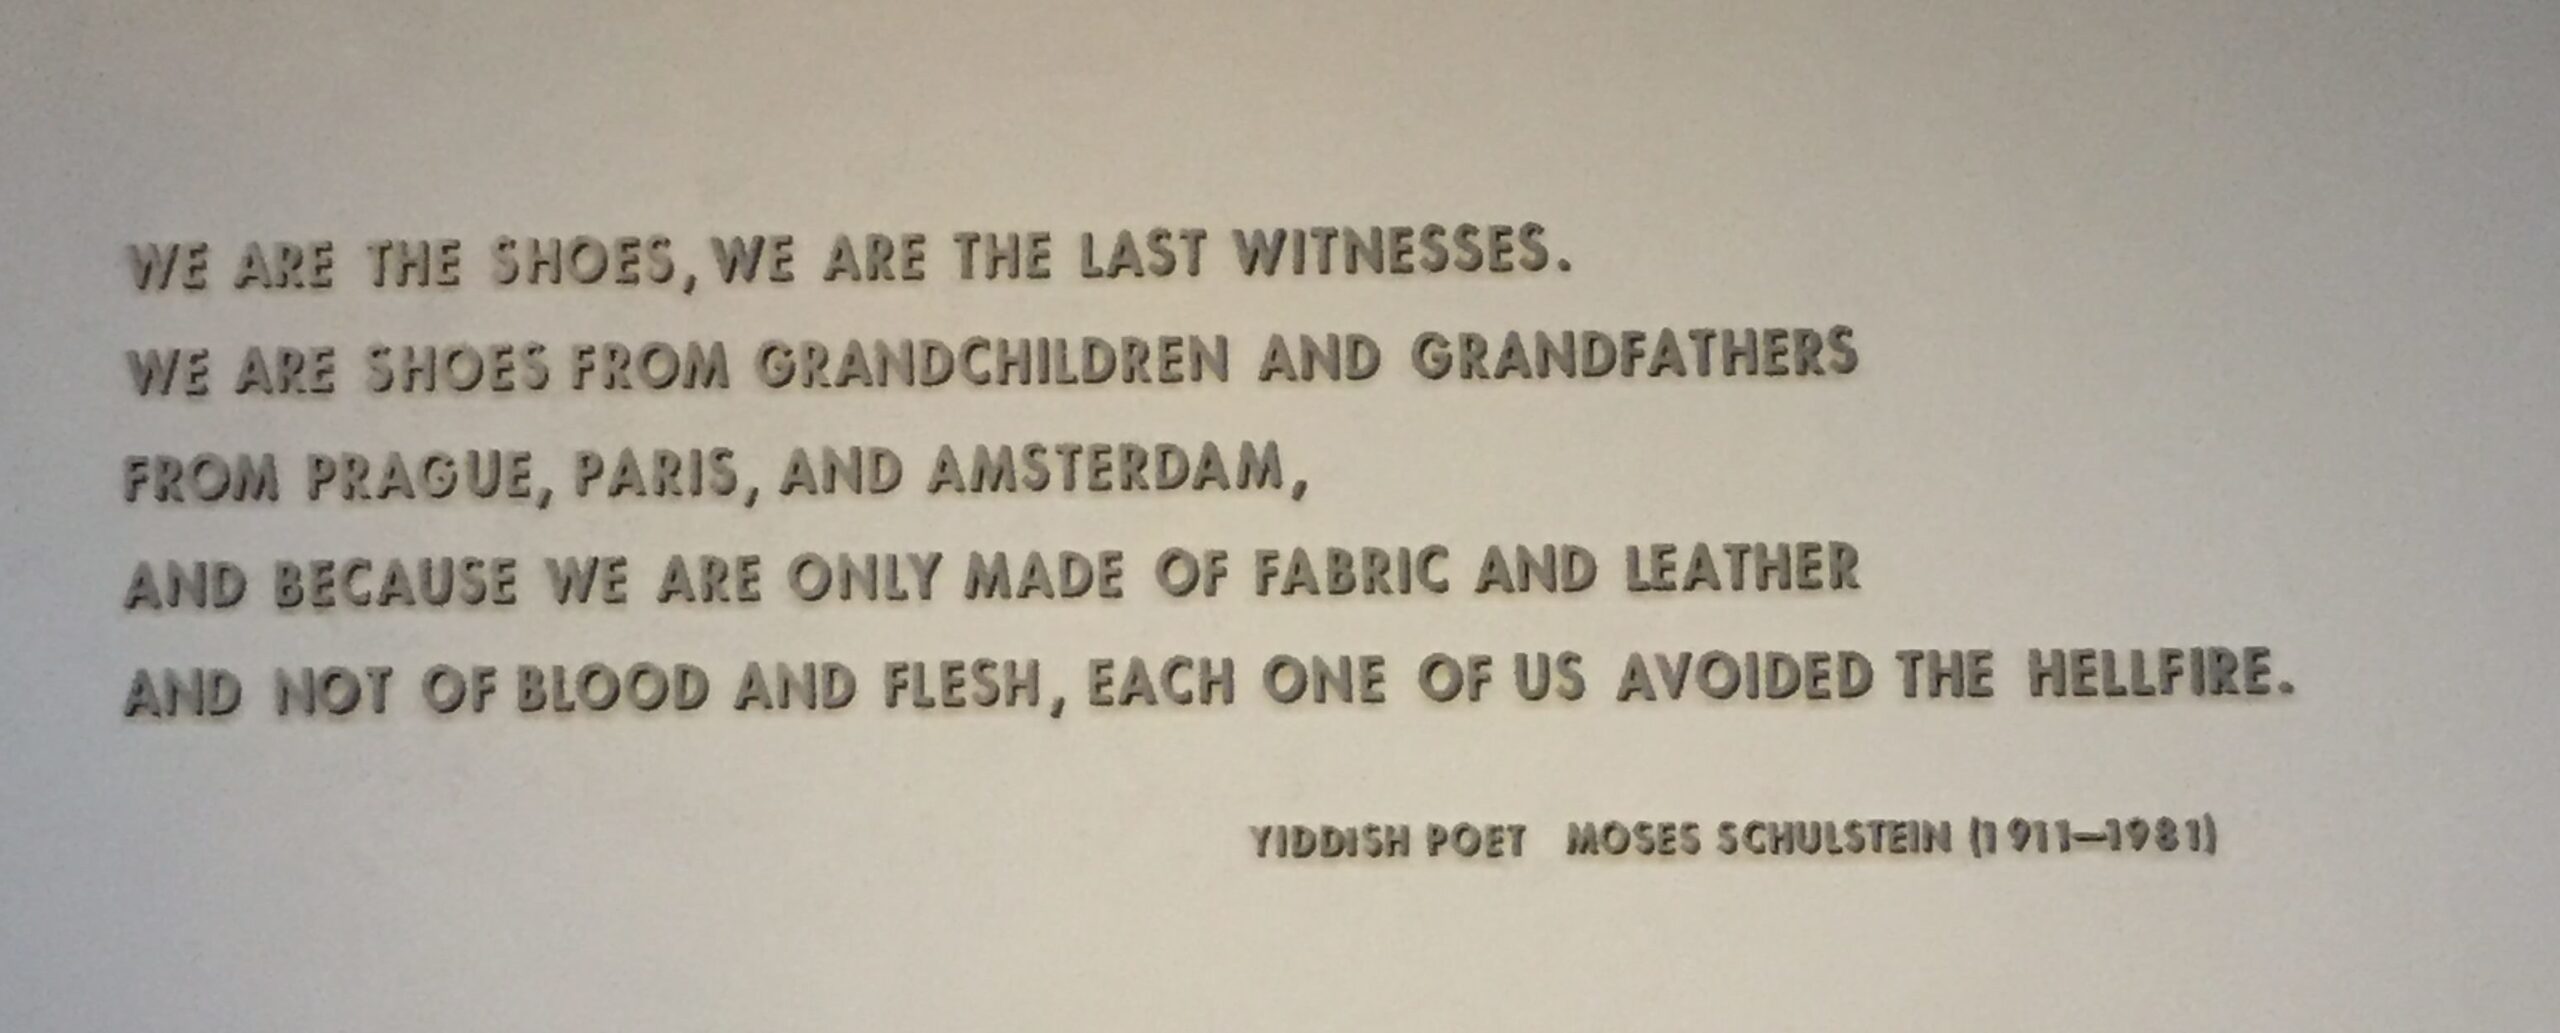 WE ARE THE SHOES, WE ARE THE LAST WITNESSES.
WE ARE SHOES FROM GRANDCHILDREN AND GRANDFATHERS
FROM PRAGUE, PARIS, AND AMSTERDAM,
AND BECAUSE WE ARE ONLY MADE OF FABRIC AND LEATHER
AND NOT OF BLOOD AND FLESH, EACH ONE OF US AVOIDED THE HELLFIRE.
YIDDISH POET MOSES SCHULSTEIN (1911–1981)